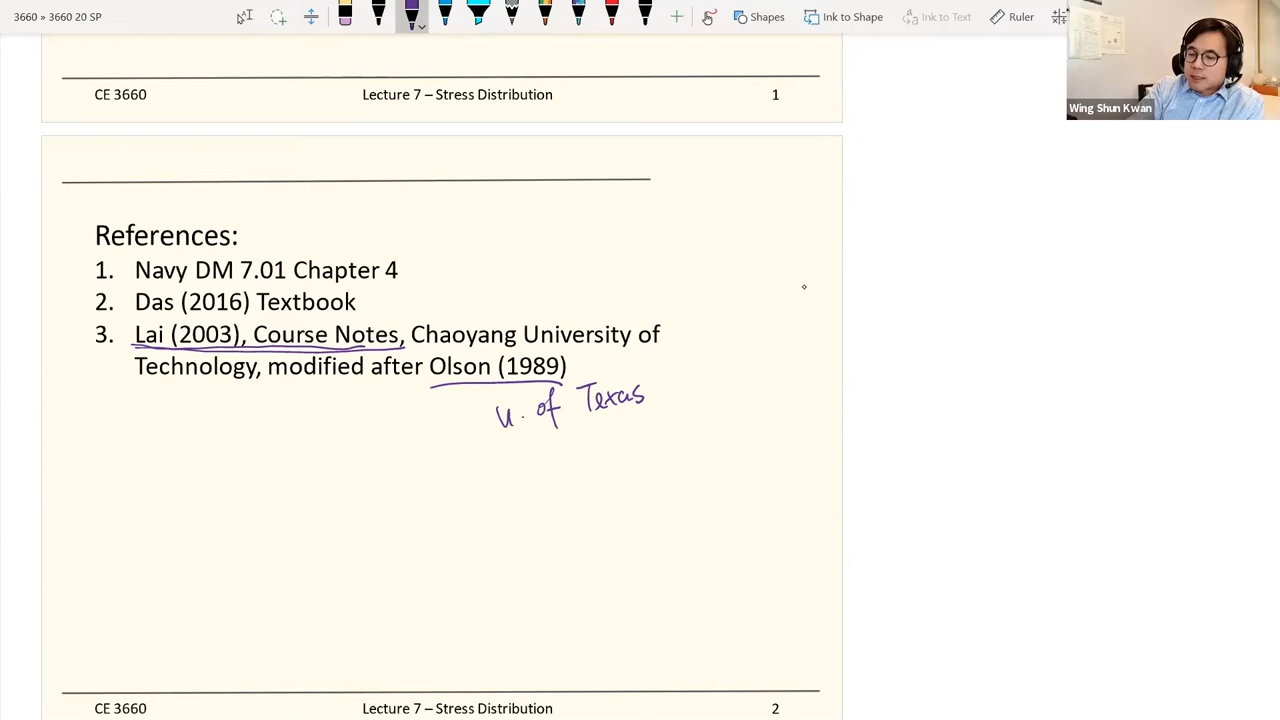 3660 » 3660 20 SP
Shapes
Ink to Shape
Ink to Text
Ruler
Wing Shun Kwan
CE 3660
Lecture 7 – Stress Distribution
1
References:
1. Navy DM 7.01 Chapter 4
2. Das (2016) Textbook
3. Lai (2003), Course Notes, Chaoyang University of
Technology, modified after Olson (1989)
U. of Texas
CE 3660
Lecture 7 – Stress Distribution
2